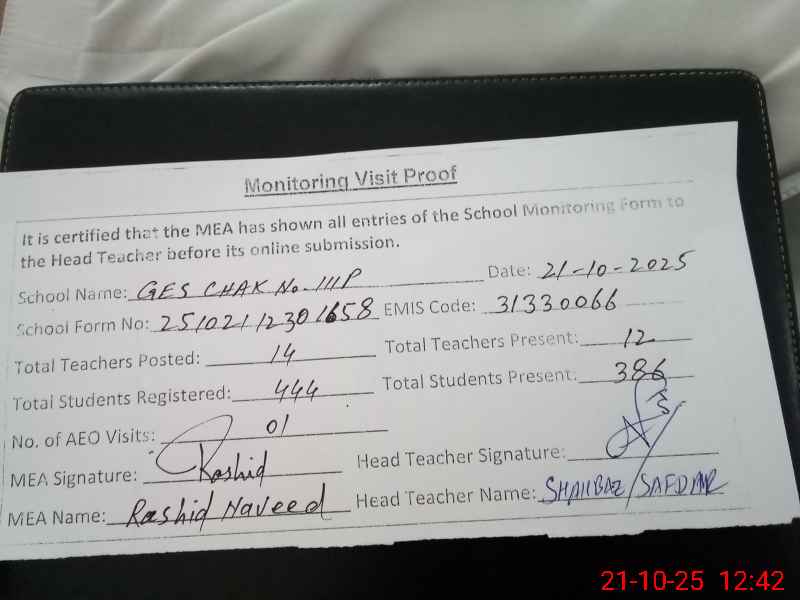 Monitoring Visit Proof
It is certified that the MEA has shown all entries of the School Monitoring Form to
the Head Teacher before its online submission.
School Name: GES CHAK No. 111P Date: 21-10-2025
School Form No: 25102112301658 EMIS Code: 31330066
Total Teachers Posted: 14 Total Teachers Present: 12
Total Students Registered: 444 Total Students Present: 386
No. of AEO Visits: 01
MEA Signature: Rashid Head Teacher Signature:
MEA Name: Rashid Naveed Head Teacher Name: SHAHBAZ SAFDAR
21-10-25 12:42